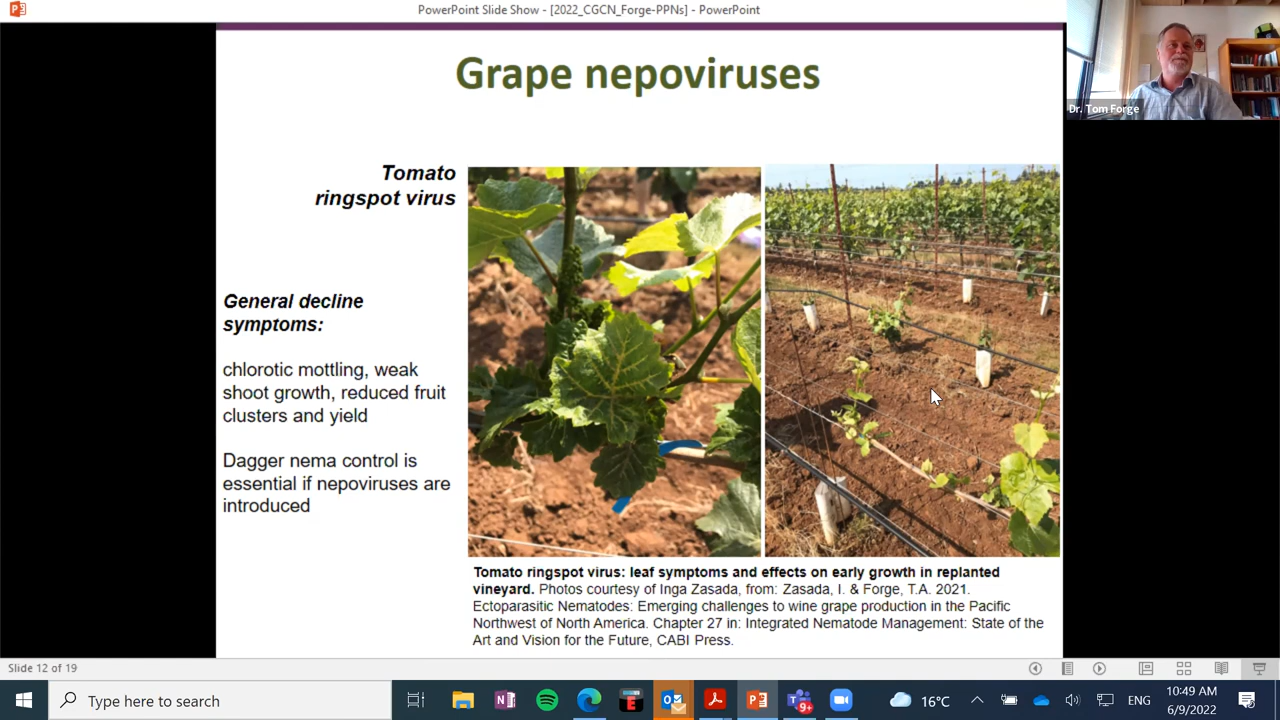 PowerPoint Slide Show - [2022_CGCN_Forge-PPNs] - PowerPoint
Dr. Tom Forge
Grape nepoviruses
Tomato
ringspot virus
General decline
symptoms:
chlorotic mottling, weak
shoot growth, reduced fruit
clusters and yield
Dagger nema control is
essential if nepoviruses are
introduced
Tomato ringspot virus: leaf symptoms and effects on early growth in replanted
vineyard. Photos courtesy of Inga Zasada, from: Zasada, I. & Forge, T.A. 2021.
Ectoparasitic Nematodes: Emerging challenges to wine grape production in the Pacific
Northwest of North America. Chapter 27 in: Integrated Nematode Management: State of the
Art and Vision for the Future, CABI Press.
Slide 12 of 19
Type here to search
9+
16°C
ENG
10:49 AM
6/9/2022